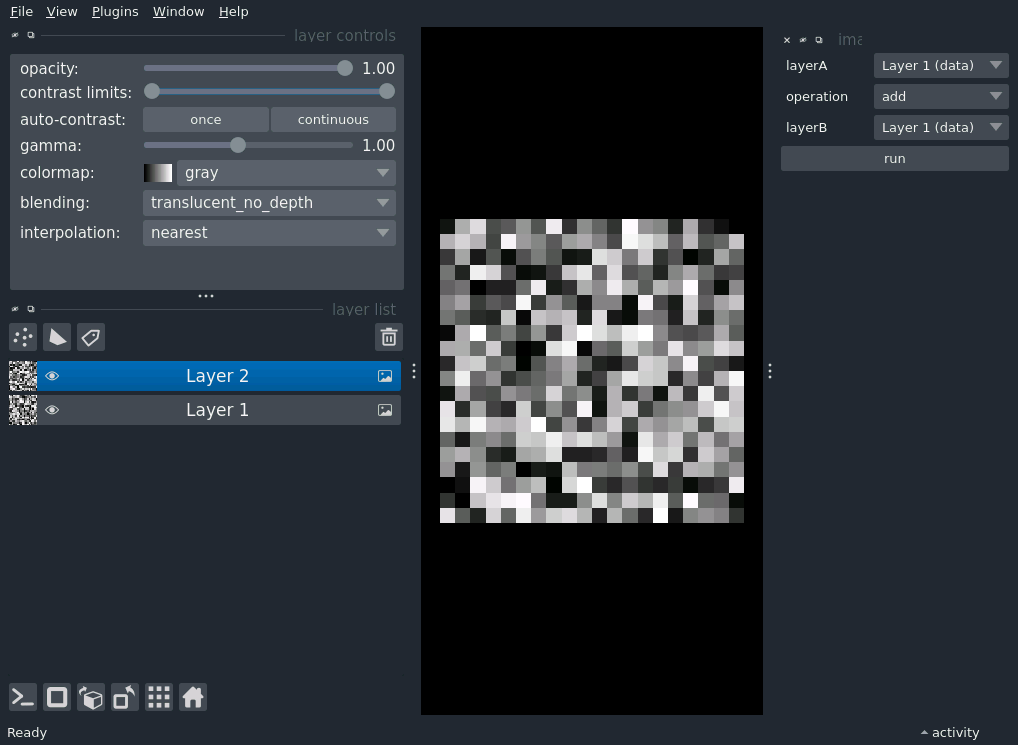 File View Plugins Window Help
layer controls
opacity: 1.00
contrast limits:
auto-contrast: once continuous
gamma: 1.00
colormap: gray
blending: translucent_no_depth
interpolation: nearest
layer list
Layer 2
Layer 1
ima
layerA Layer 1 (data)
operation add
layerB Layer 1 (data)
run
Ready
activity